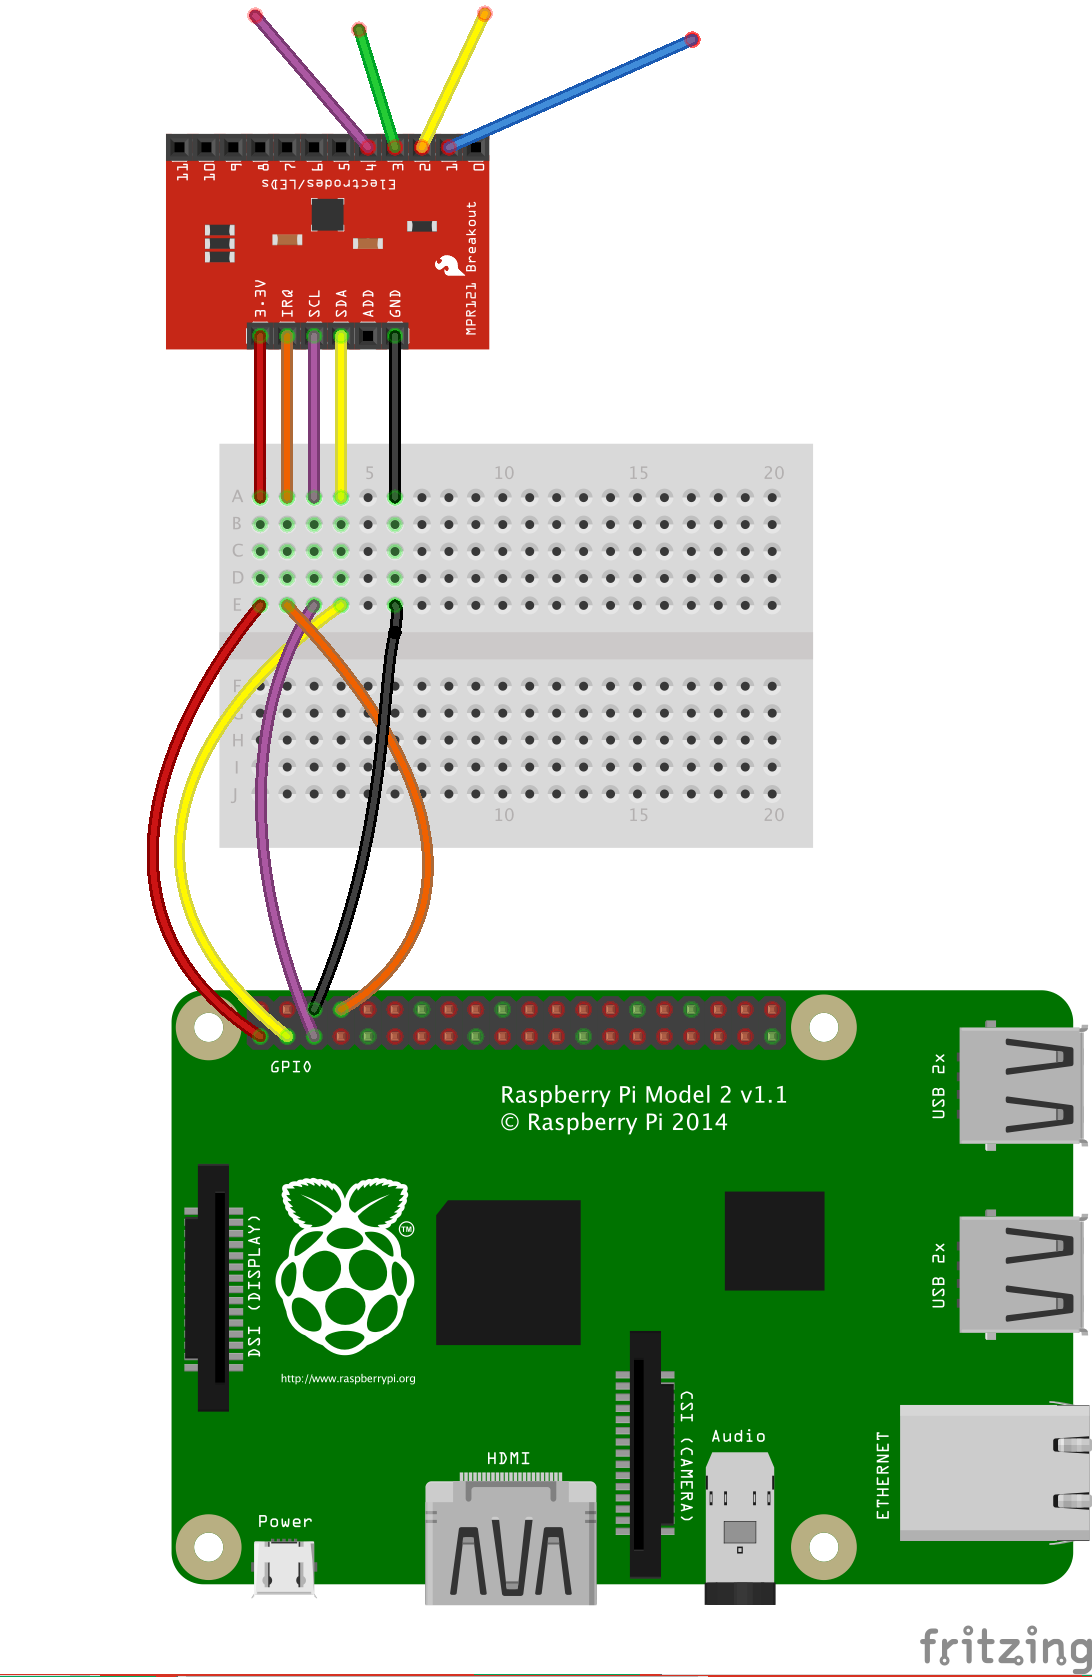 11 10 9 8 7 6 5 4 3 2 1 0
Electrodes/LEDs
MPR121 Breakout
3.3V IRQ SCL SDA ADD GND
5 10 15 20
A
B
C
D
E
F
G
H
I
J
10 15 20
GPIO
Raspberry Pi Model 2 v1.1
© Raspberry Pi 2014
USB 2x
DSI (DISPLAY)
TM
USB 2x
http://www.raspberrypi.org
CSI (CAMERA)
Audio
ETHERNET
HDMI
Power
fritzing